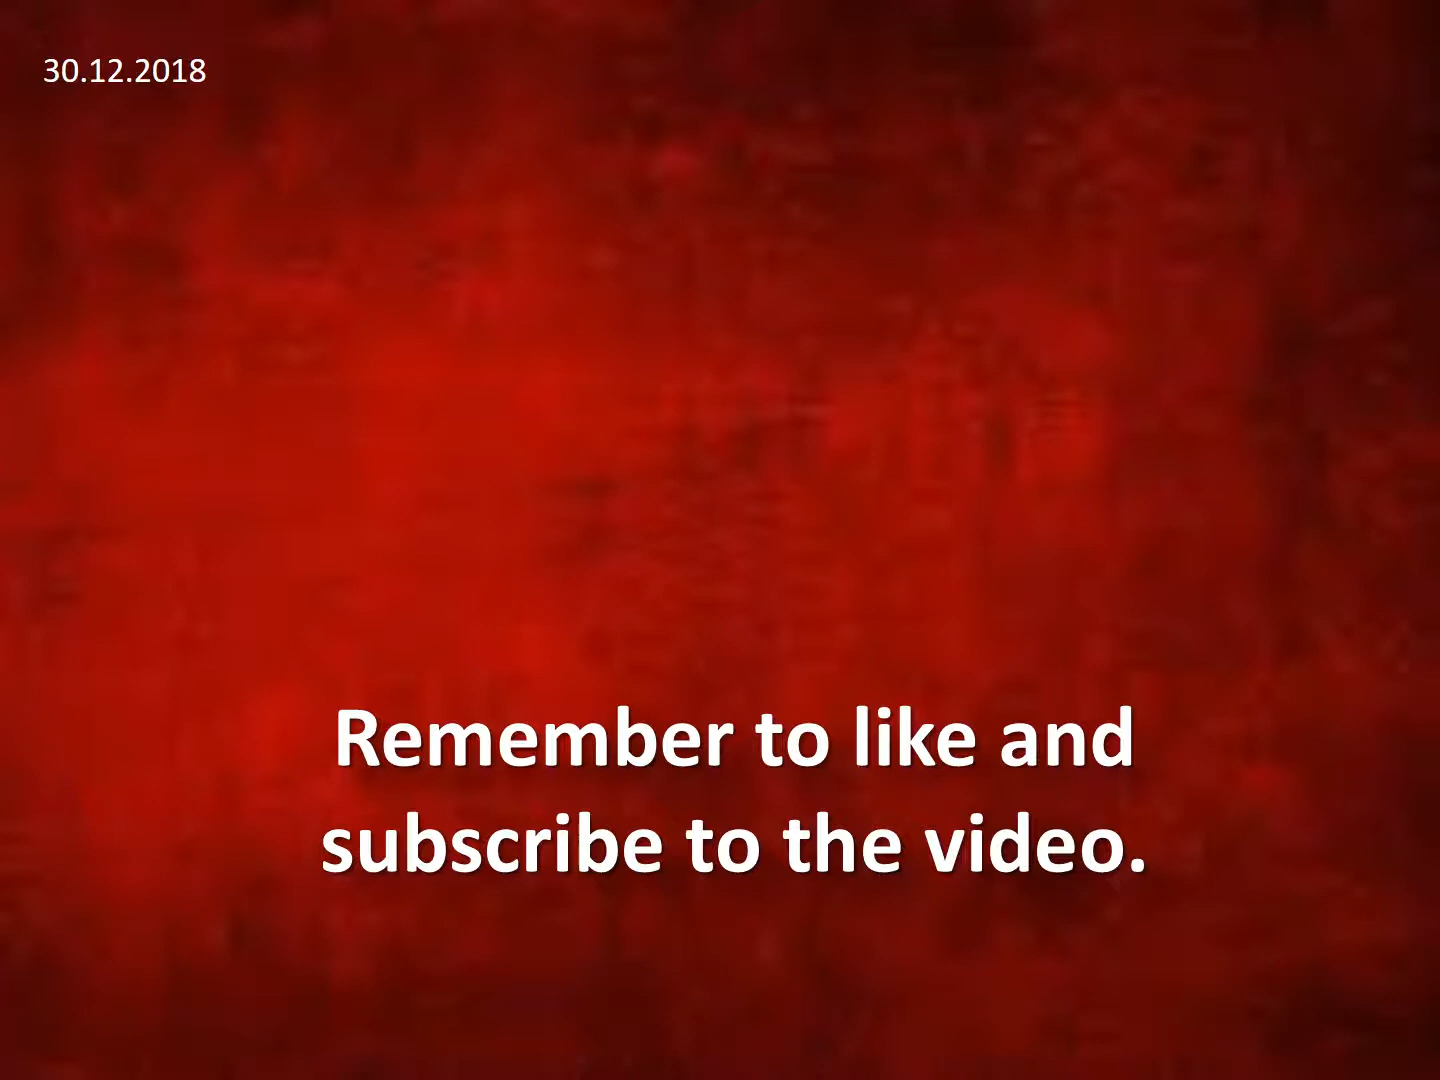 30.12.2018
Remember to like and
subscribe to the video.